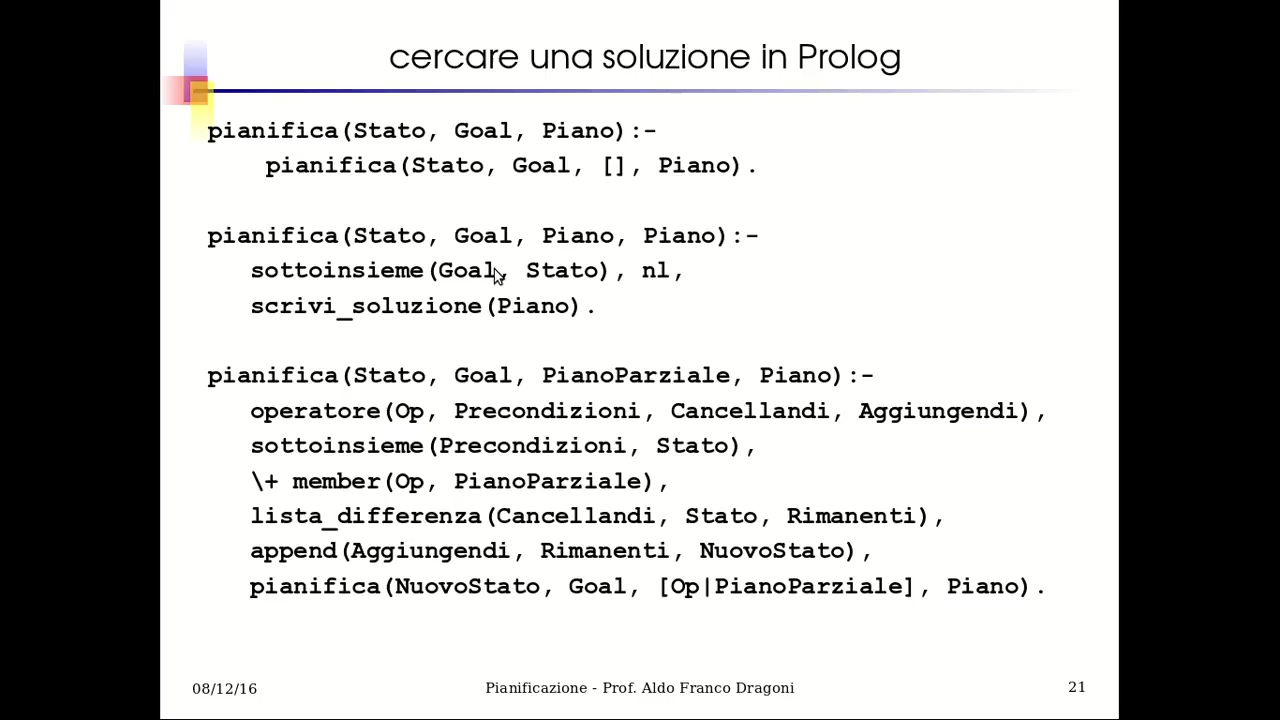 cercare una soluzione in Prolog
pianifica(Stato, Goal, Piano):-
pianifica(Stato, Goal, [], Piano).
pianifica(Stato, Goal, Piano, Piano):-
sottoinsieme(Goal, Stato), nl,
scrivi_soluzione(Piano).
pianifica(Stato, Goal, PianoParziale, Piano):-
operatore(Op, Precondizioni, Cancellandi, Aggiungendi),
sottoinsieme(Precondizioni, Stato),
\+ member(Op, PianoParziale),
lista_differenza(Cancellandi, Stato, Rimanenti),
append(Aggiungendi, Rimanenti, NuovoStato),
pianifica(NuovoStato, Goal, [Op|PianoParziale], Piano).
08/12/16
Pianificazione - Prof. Aldo Franco Dragoni
21